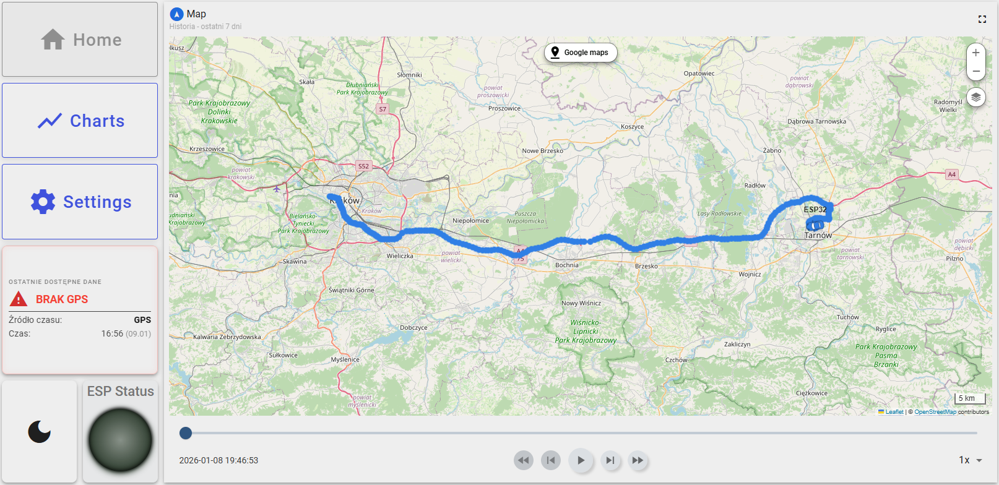 Home
Charts
Settings
OSTATNIE DOSTĘPNE DANE
BRAK GPS
Źródło czasu: GPS
Czas: 16:56 (09.01)
ESP Status
Map
Historia - ostatni 7 dni
Google maps
+
−
lkusz
Skała
Dłubniański
Park Krajobrazowy
Słomniki
S7
powiat
proszowicki
Proszowice
Opatowiec
powiat
dąbrowski
Radomyśl
Wielki
Park Krajobrazowy
Dolinki
Krakowskie
Koszyce
Dąbrowa Tarnowska
Krzeszowice
Nowe Brzesko
Żabno
S52
powiat
krakowski
A4
Radłów
nia
Kraków
Kraków
ESP32
udniański
Krajobrazowy
Bielańsko-
Tyniecki
Park Krajobrazowy
Niepołomice
Puszcza
Niepołomicka
Lasy Radłowskie
Tarnów
Wieliczka
powiat
wielicki
A4
75
Skawina
Bochnia
Brzesko
Wojnicz
powiat
tarnowski
powiat
dębicki
Pilzno
Świątniki Górne
Nowy Wiśnicz
Wiśnicko-
Lipnicki
Park Krajobrazowy
Dobczyce
Tuchów
Ryglice
Kalwaria Zebrzydowska
Zakliczyn
Park Krajobrazowy
Pasma
Brzanki
Sułkowice
Myślenice
Czchów
powiat
myślenicki
Ciężkowice
5 km
Leaflet | © OpenStreetMap contributors
2026-01-08 19:46:53
1x